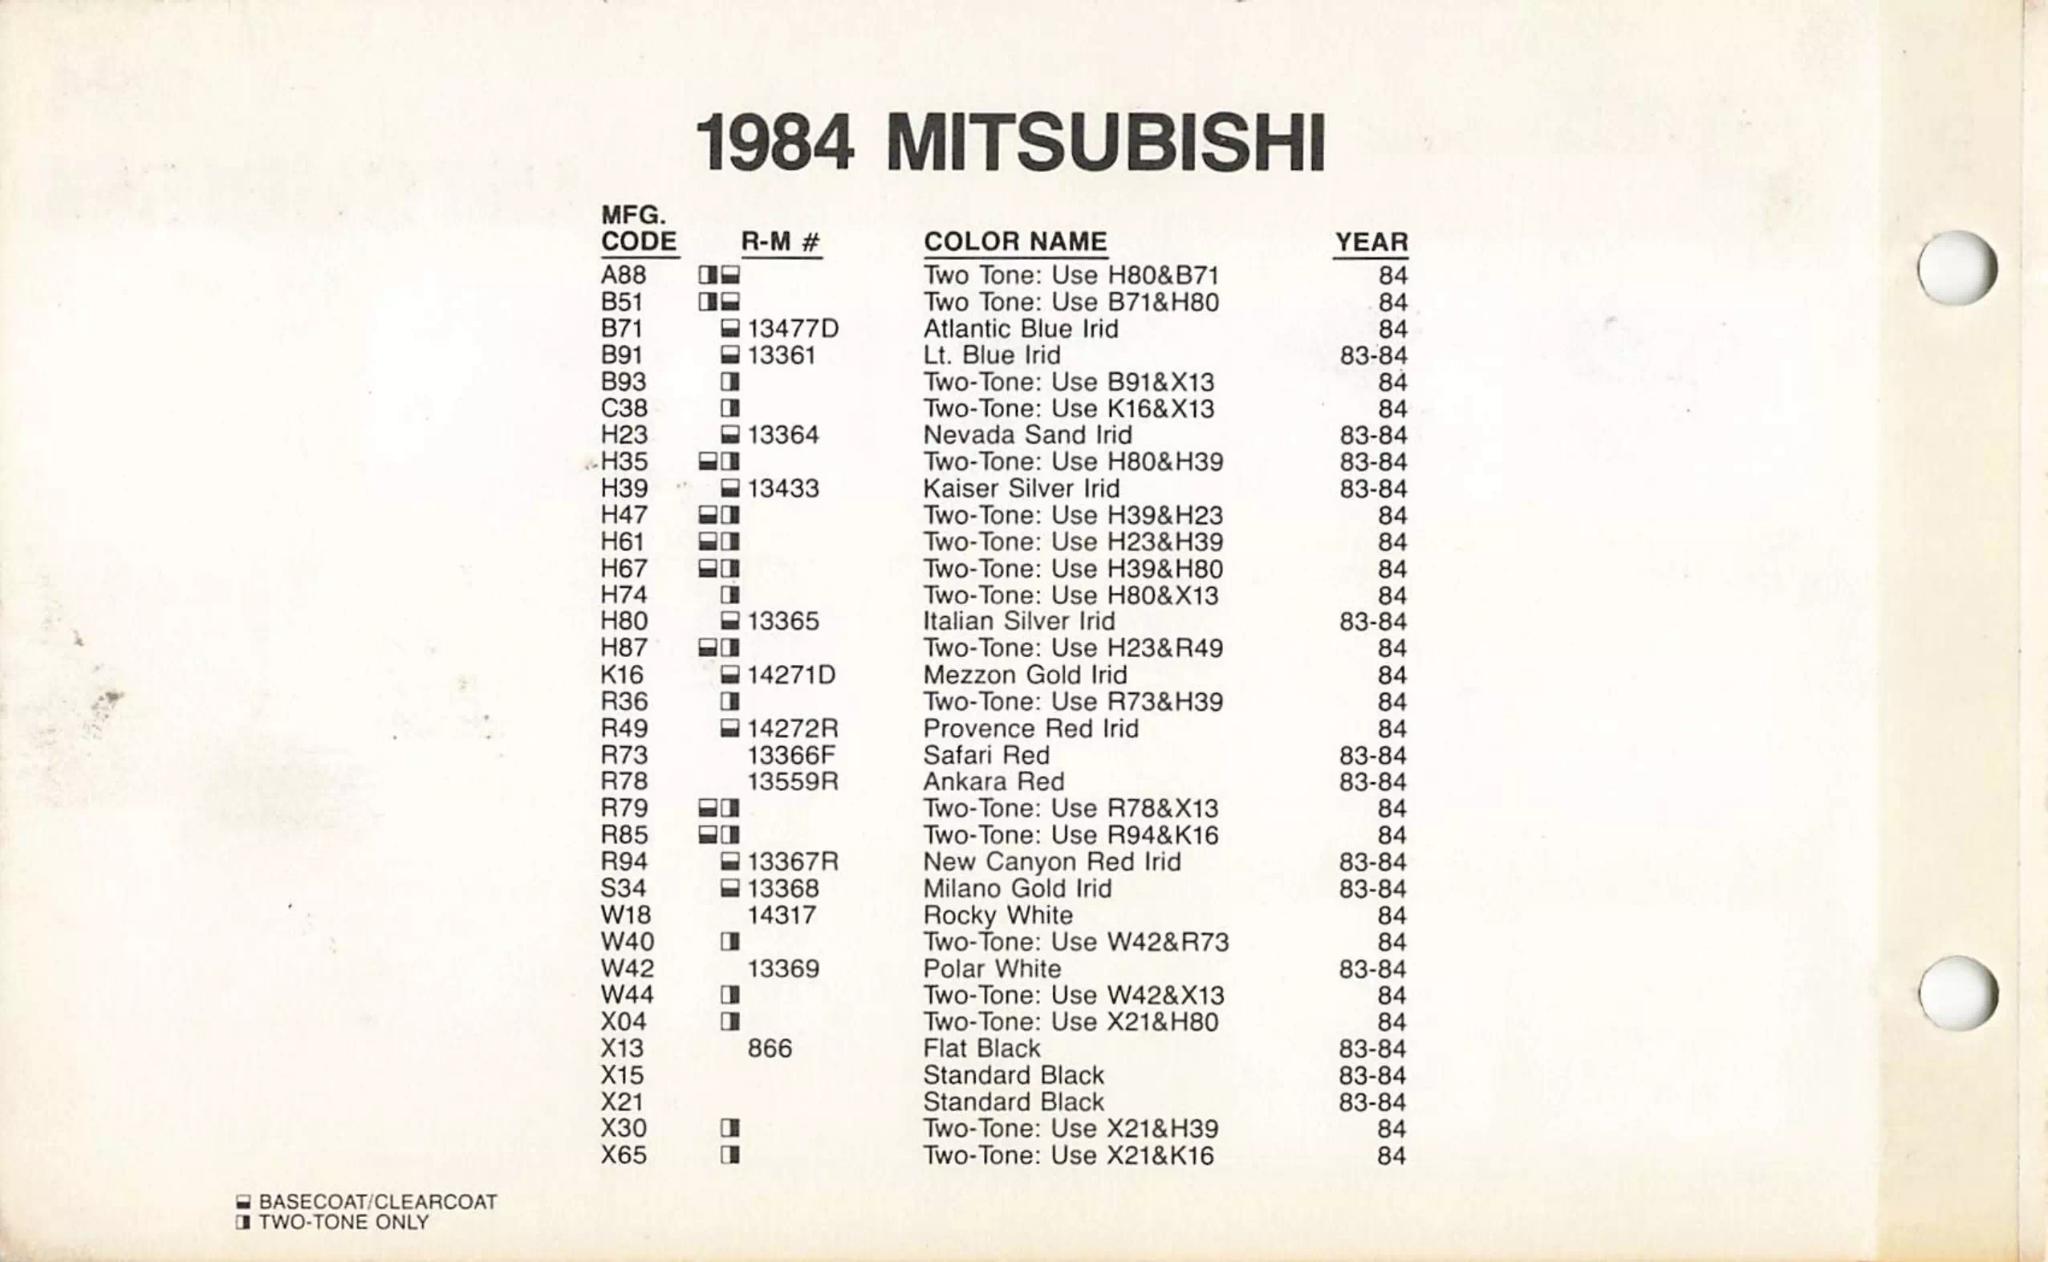 1984 MITSUBISHI
MFG.
CODE R-M # COLOR NAME YEAR
A88 Two Tone: Use H80&B71 84
B51 Two Tone: Use B71&H80 84
B71 13477D Atlantic Blue Irid 84
B91 13361 Lt. Blue Irid 83-84
B93 Two-Tone: Use B91&X13 84
C38 Two-Tone: Use K16&X13 84
H23 13364 Nevada Sand Irid 83-84
H35 Two-Tone: Use H80&H39 83-84
H39 13433 Kaiser Silver Irid 83-84
H47 Two-Tone: Use H39&H23 84
H61 Two-Tone: Use H23&H39 84
H67 Two-Tone: Use H39&H80 84
H74 Two-Tone: Use H80&X13 84
H80 13365 Italian Silver Irid 83-84
H87 Two-Tone: Use H23&R49 84
K16 14271D Mezzon Gold Irid 84
R36 Two-Tone: Use R73&H39 84
R49 14272R Provence Red Irid 84
R73 13366F Safari Red 83-84
R78 13559R Ankara Red 83-84
R79 Two-Tone: Use R78&X13 84
R85 Two-Tone: Use R94&K16 84
R94 13367R New Canyon Red Irid 83-84
S34 13368 Milano Gold Irid 83-84
W18 14317 Rocky White 84
W40 Two-Tone: Use W42&R73 84
W42 13369 Polar White 83-84
W44 Two-Tone: Use W42&X13 84
X04 Two-Tone: Use X21&H80 84
X13 866 Flat Black 83-84
X15 Standard Black 83-84
X21 Standard Black 83-84
X30 Two-Tone: Use X21&H39 84
X65 Two-Tone: Use X21&K16 84
BASECOAT/CLEARCOAT
TWO-TONE ONLY